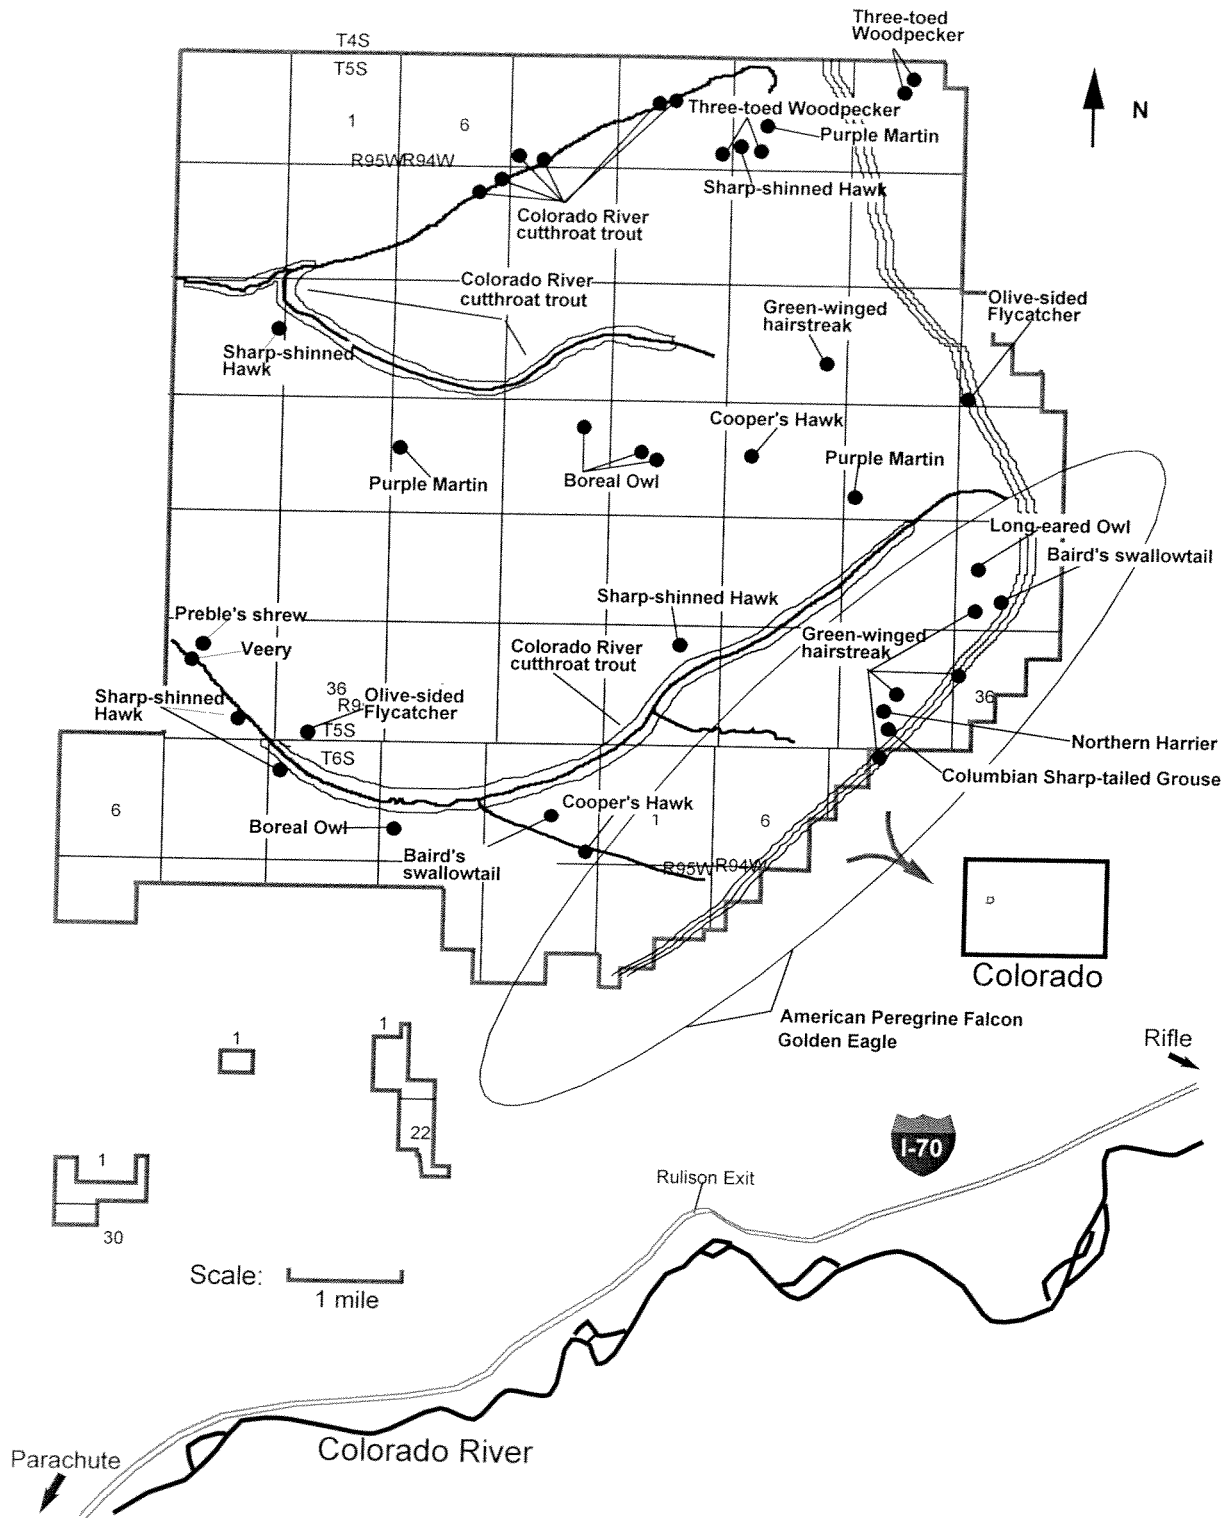 Three-toed
Woodpecker
T4S
T5S
N
Three-toed Woodpecker
1
6
Purple Martin
R95W
R94W
Sharp-shinned Hawk
Colorado River
cutthroat trout
Colorado River
cutthroat trout
Green-winged
hairstreak
Olive-sided
Flycatcher
Sharp-shinned
Hawk
Cooper's Hawk
Purple Martin
Boreal Owl
Purple Martin
Long-eared Owl
Baird's swallowtail
Sharp-shinned Hawk
Preble's shrew
Veery
Colorado River
cutthroat trout
Green-winged
hairstreak
Sharp-shinned
Hawk
36
R9
Olive-sided
Flycatcher
T5S
T6S
36
Northern Harrier
Columbian Sharp-tailed Grouse
6
Boreal Owl
Cooper's Hawk
1
6
Baird's
swallowtail
R95W
R94W
Colorado
American Peregrine Falcon
Golden Eagle
1
1
22
1
30
Rifle
I-70
Rulison Exit
Scale:
1 mile
Colorado River
Parachute